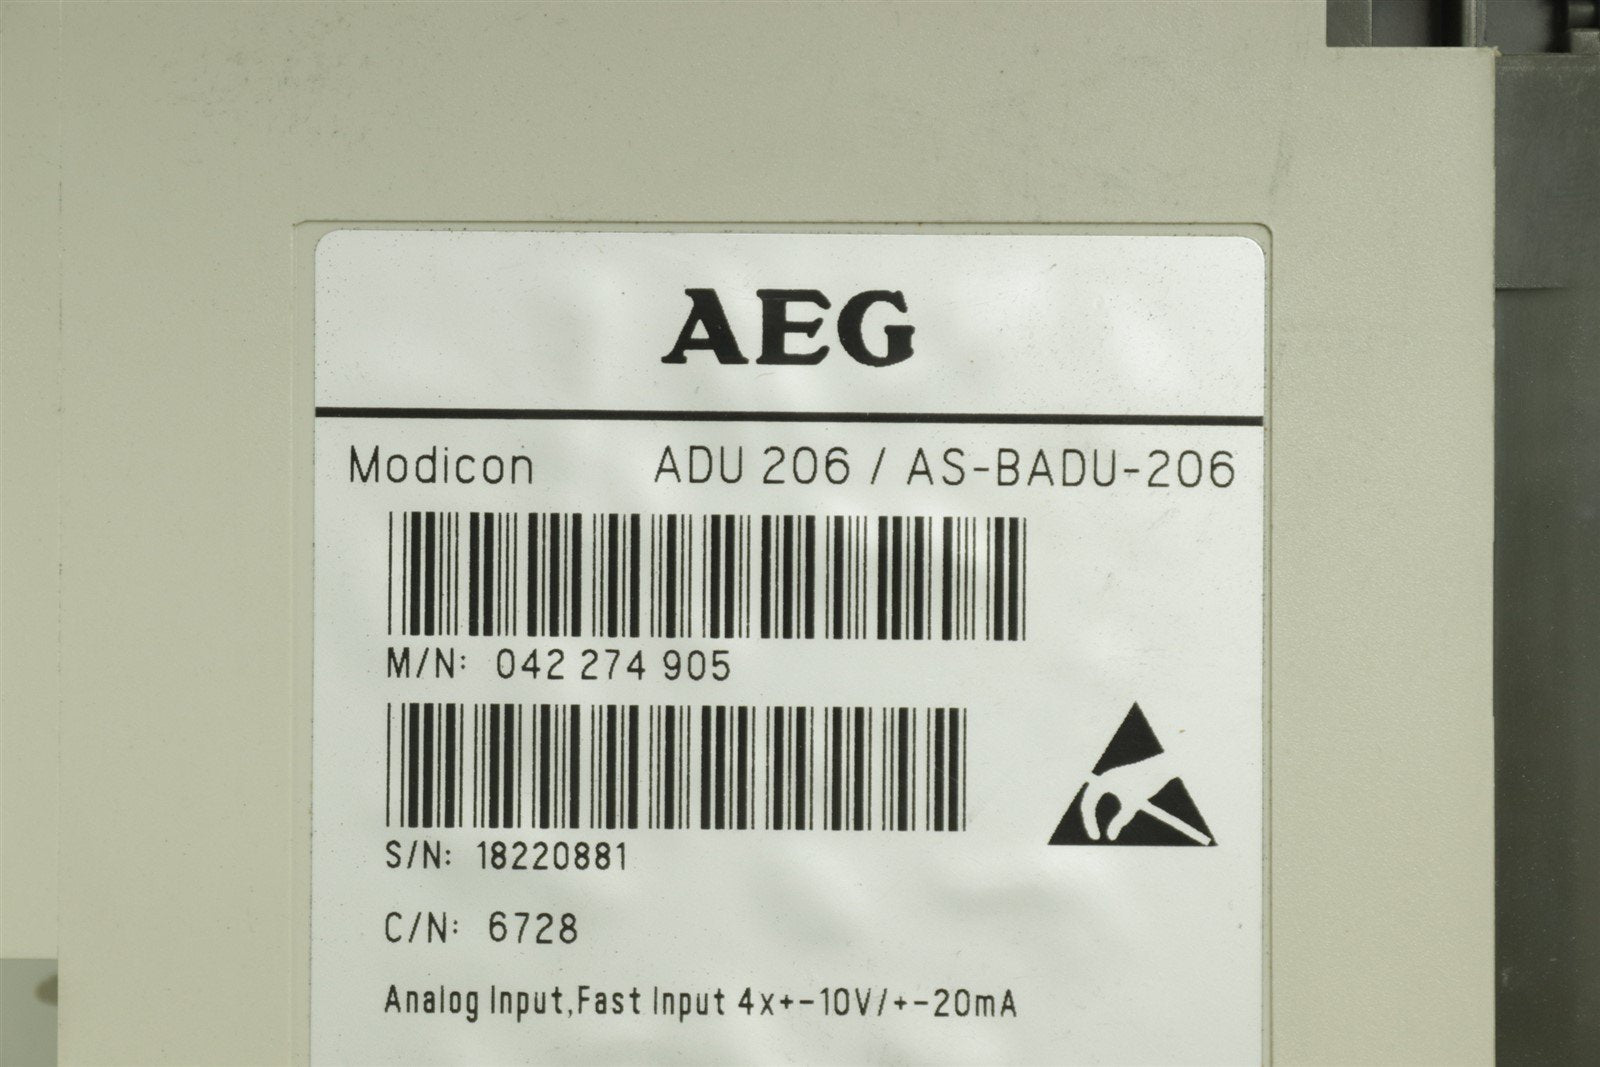 AEG
Modicon ADU 206 / AS-BADU-206
M/N: 042 274 905
S/N: 18220881
C/N: 6728
Analog Input,Fast Input 4x+-10V/+-20mA